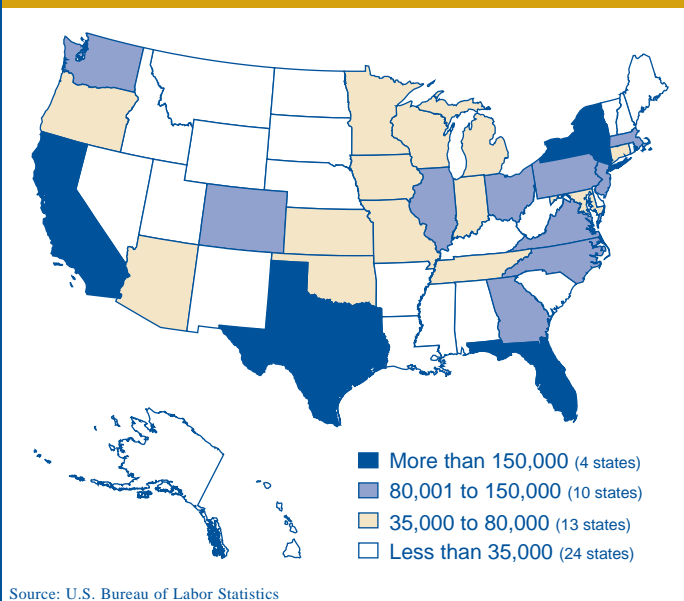 More than 150,000 (4 states)
80,001 to 150,000 (10 states)
35,000 to 80,000 (13 states)
Less than 35,000 (24 states)
Source: U.S. Bureau of Labor Statistics